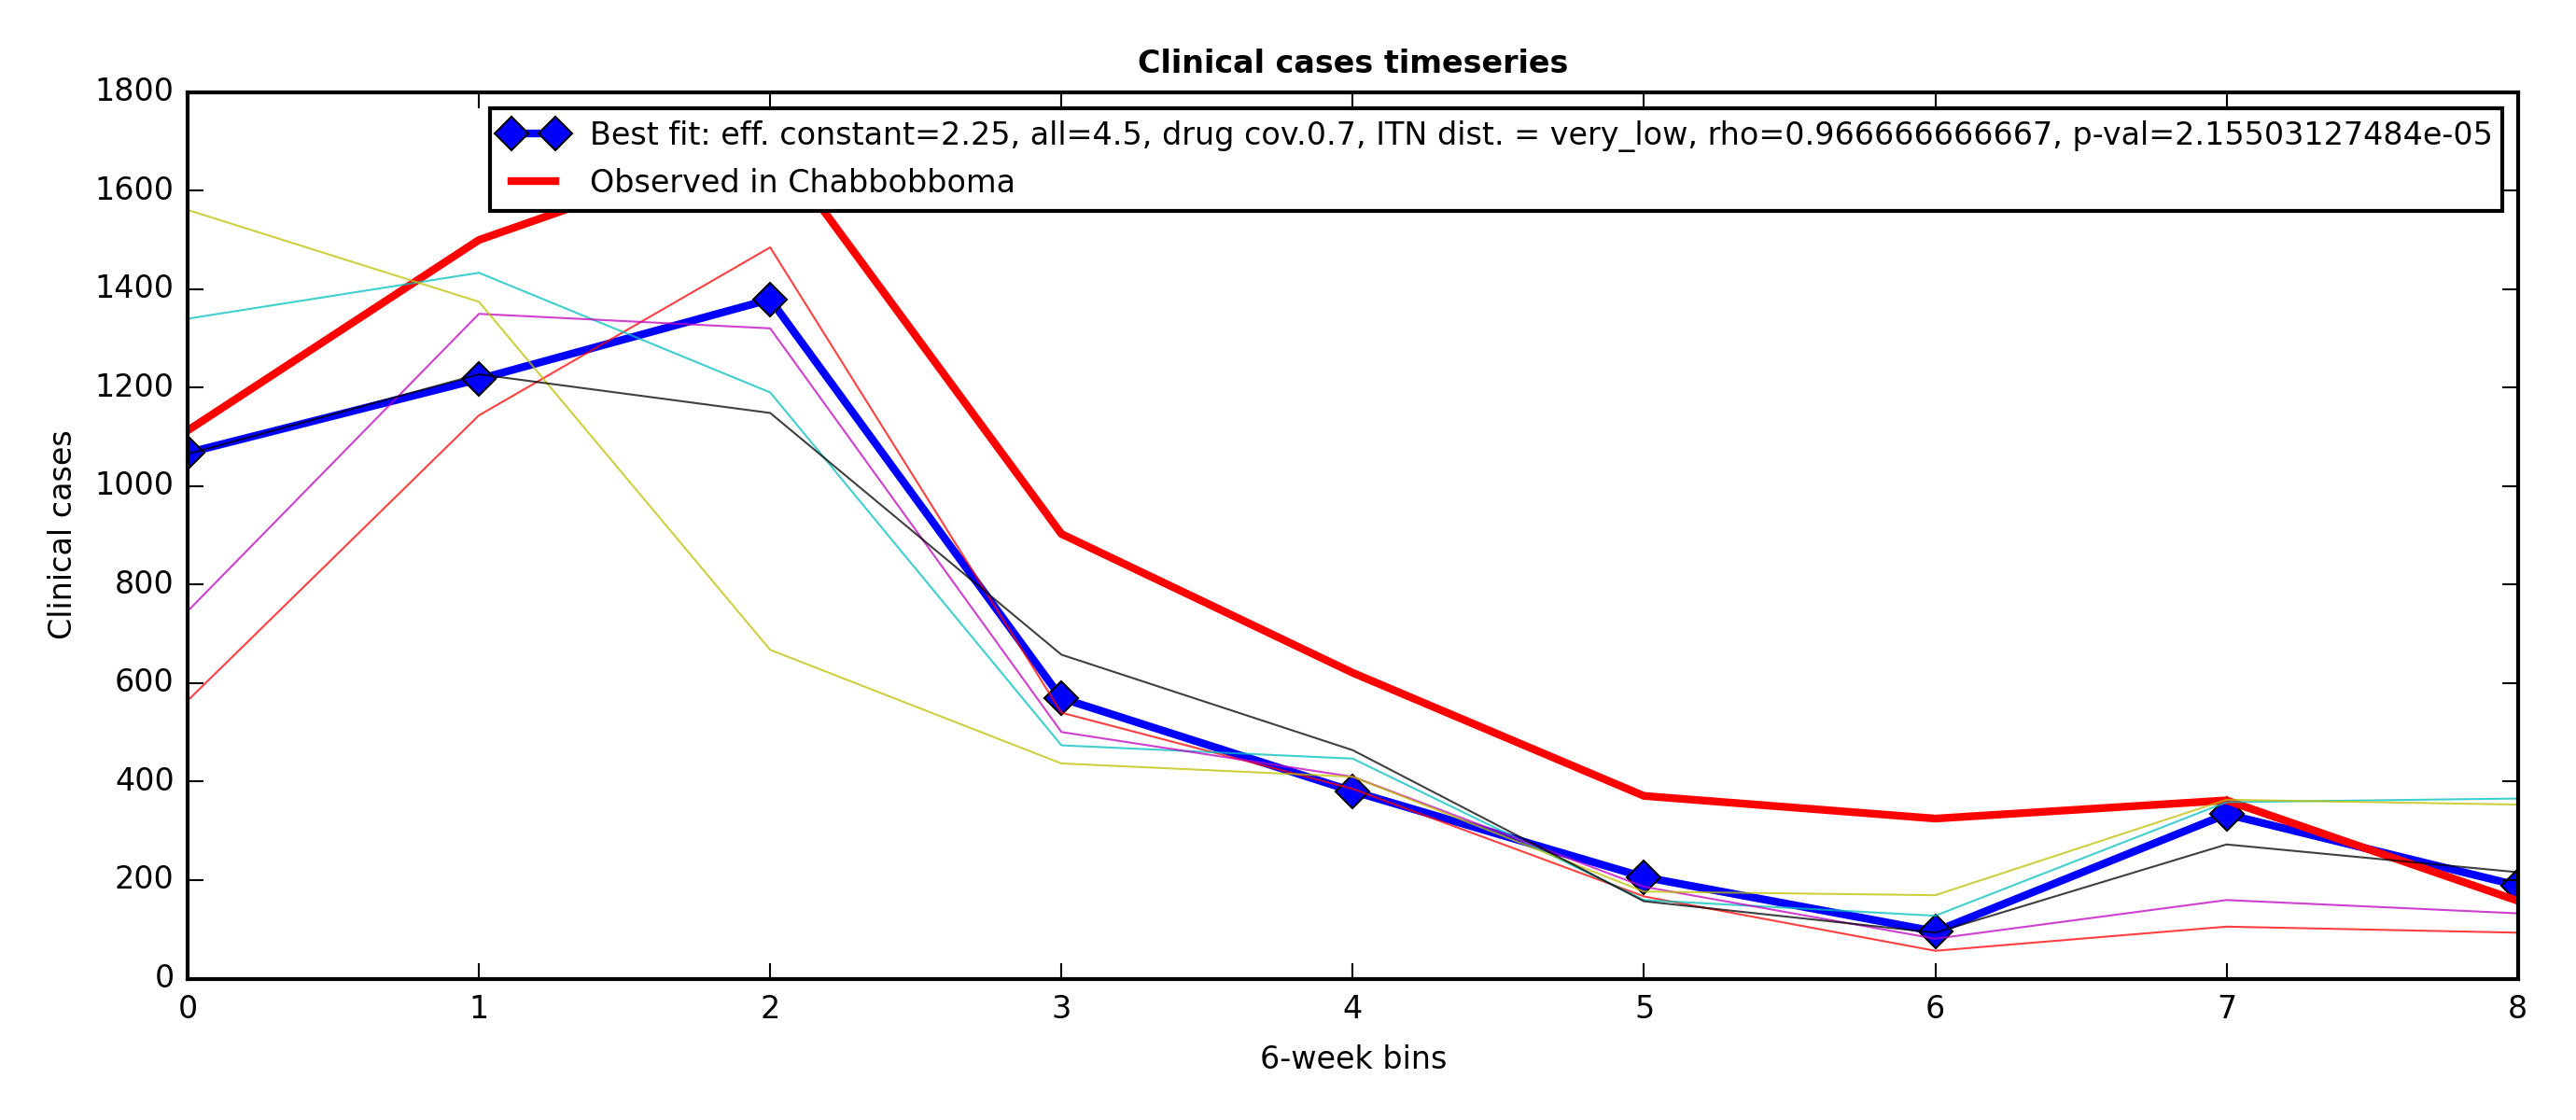 Clinical cases timeseries
1800
1600
1400
1200
1000
800
600
400
200
0
Clinical cases
Best fit: eff. constant=2.25, all=4.5, drug cov.0.7, ITN dist. = very_low, rho=0.966666666667, p-val=2.15503127484e-05
Observed in Chabbobboma
0 1 2 3 4 5 6 7 8
6-week bins